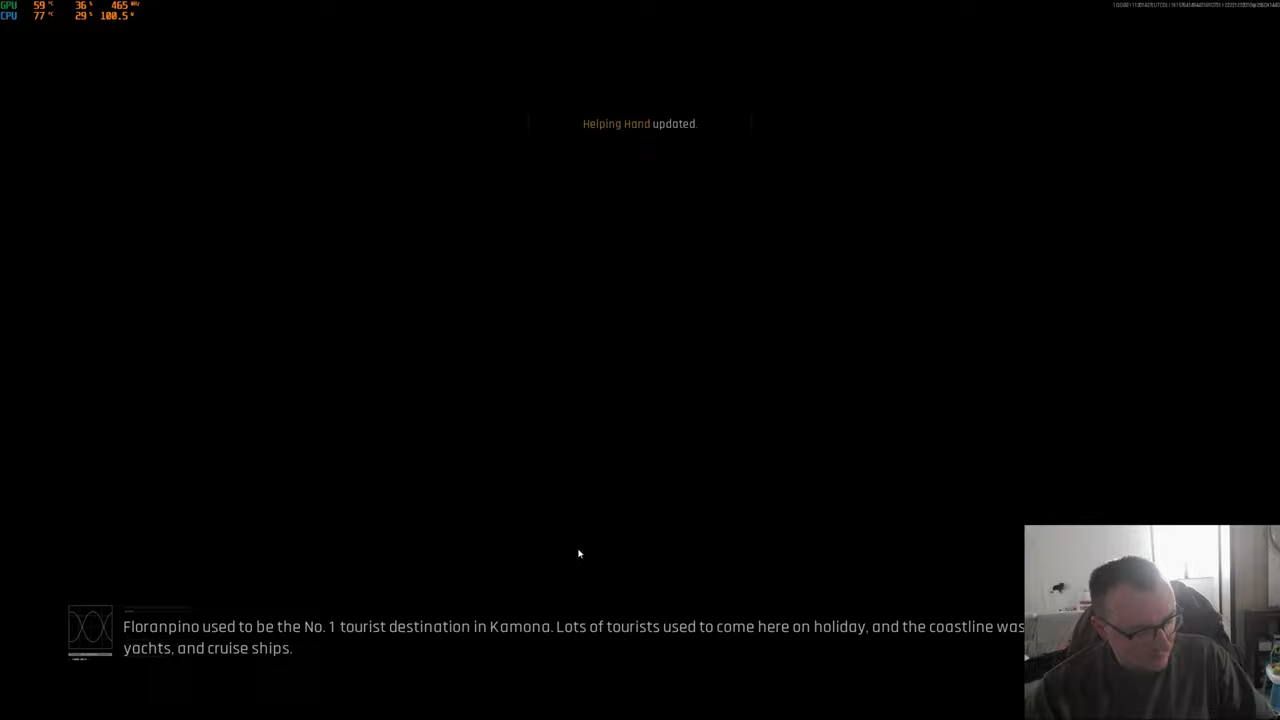 GPU 59 °C 36 % 465 MHz
CPU 77 °C 29 % 100.5 W
Helping Hand updated.
Floranpino used to be the No. 1 tourist destination in Kamona. Lots of tourists used to come here on holiday, and the coastline was
yachts, and cruise ships.